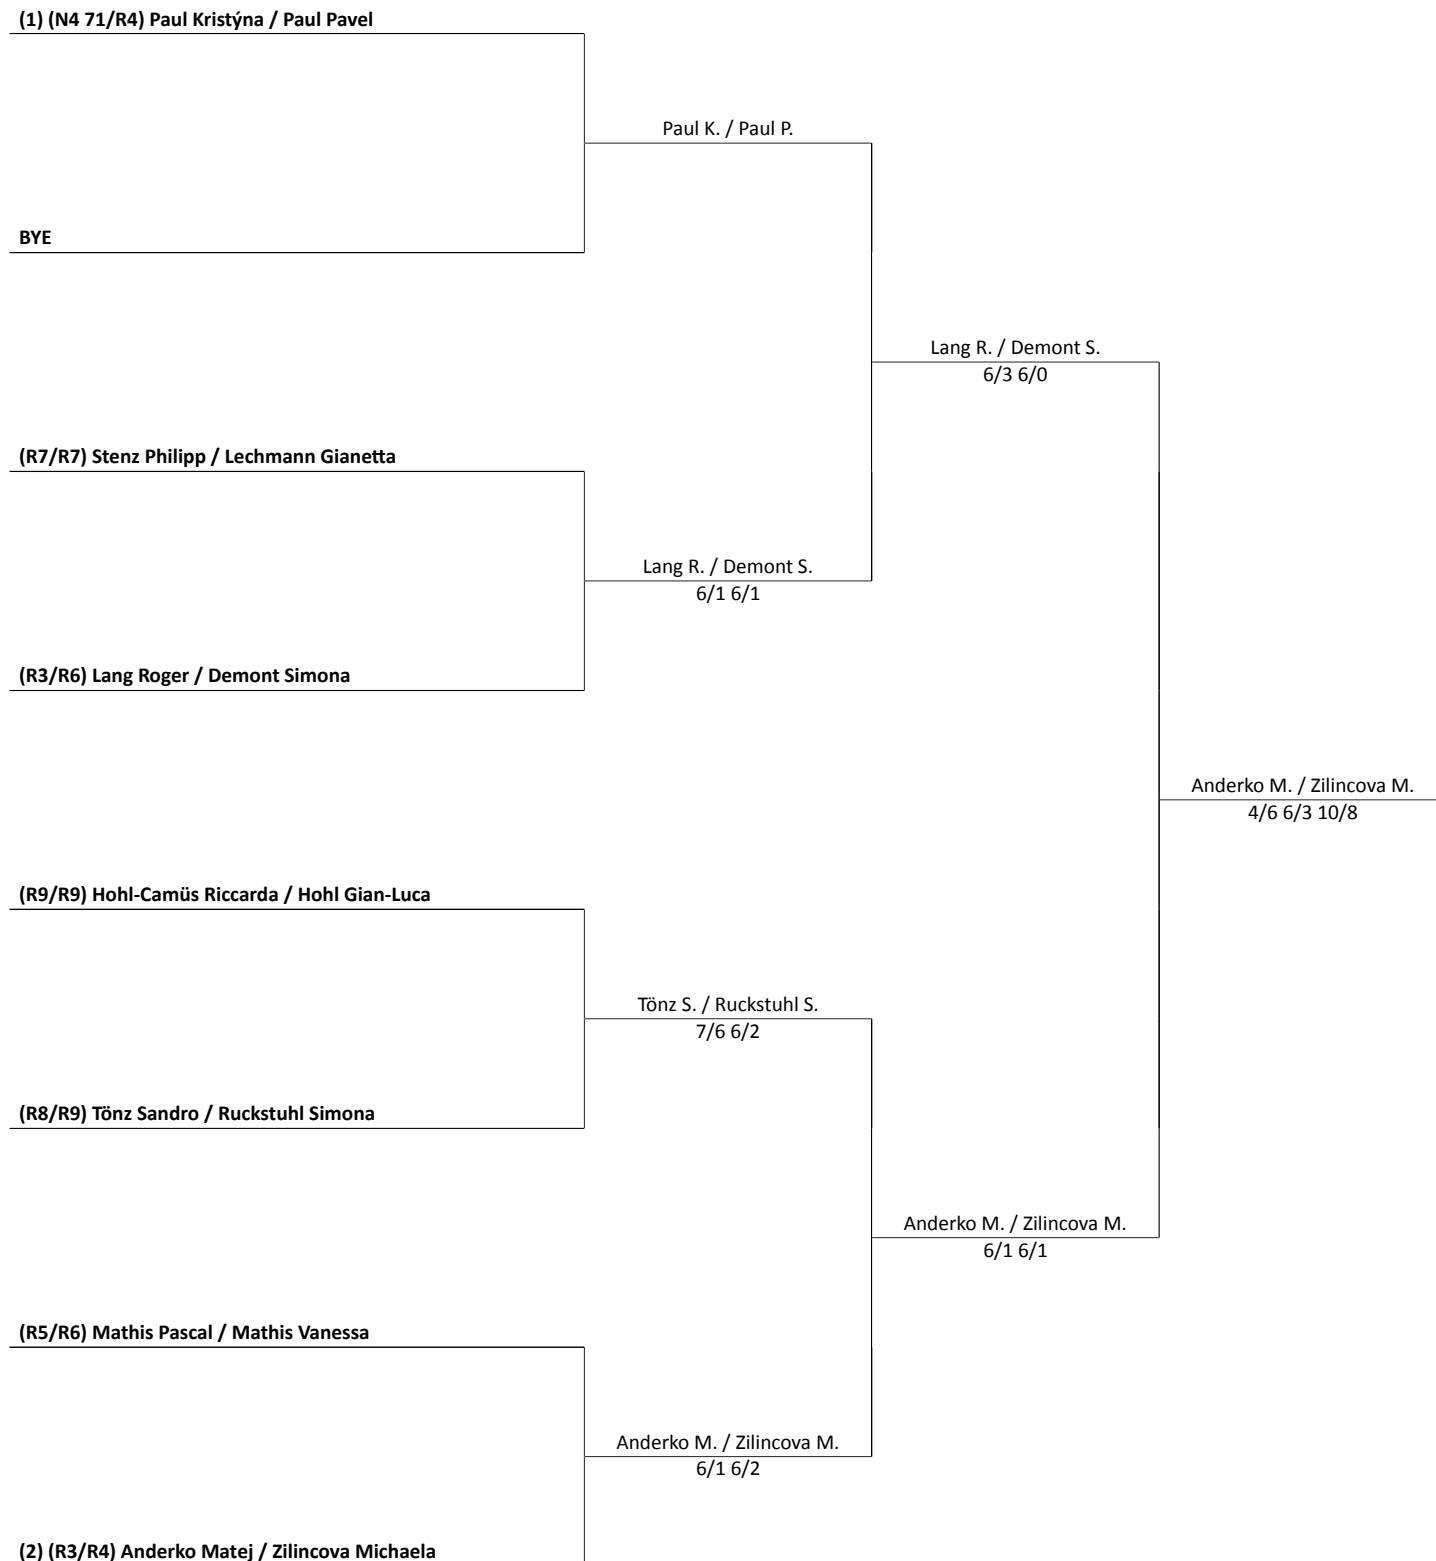 (1) (N4 71/R4) Paul Kristýna / Paul Pavel
Paul K. / Paul P.
BYE
Lang R. / Demont S.
6/3 6/0
(R7/R7) Stenz Philipp / Lechmann Gianetta
Lang R. / Demont S.
6/1 6/1
(R3/R6) Lang Roger / Demont Simona
Anderko M. / Zilincova M.
4/6 6/3 10/8
(R9/R9) Hohl-Camüs Riccarda / Hohl Gian-Luca
Tönz S. / Ruckstuhl S.
7/6 6/2
(R8/R9) Tönz Sandro / Ruckstuhl Simona
Anderko M. / Zilincova M.
6/1 6/1
(R5/R6) Mathis Pascal / Mathis Vanessa
Anderko M. / Zilincova M.
6/1 6/2
(2) (R3/R4) Anderko Matej / Zilincova Michaela